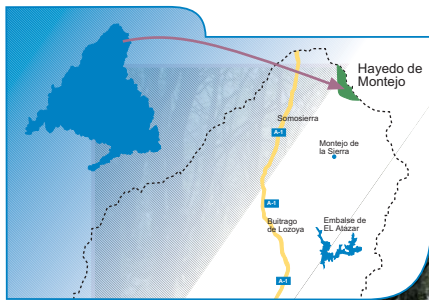 Hayedo de
Montejo
Somosierra
A-1
Montejo de
la Sierra
A-1
Buitrago
de Lozoya
Embalse de
EL Atazar
A-1